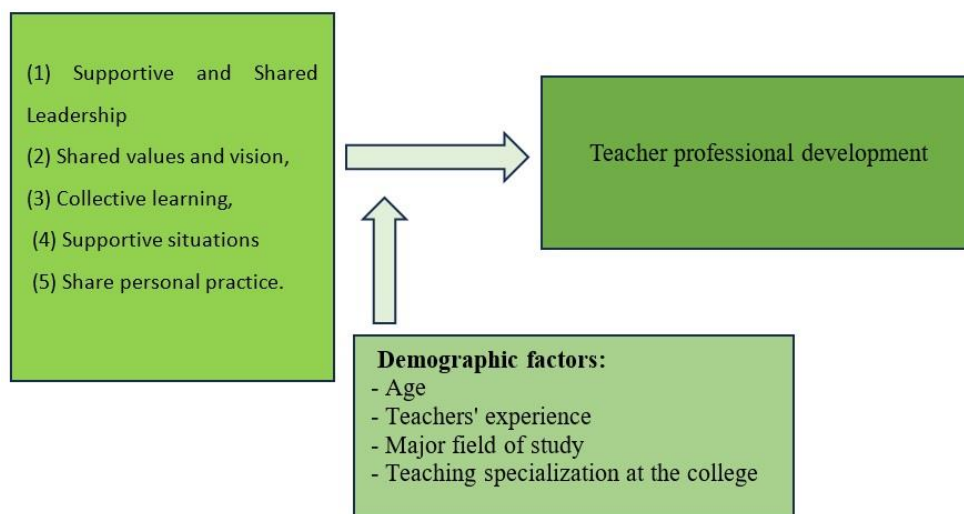 (1) Supportive and Shared
Leadership
(2) Shared values and vision,
(3) Collective learning,
(4) Supportive situations
(5) Share personal practice.
Teacher professional development
Demographic factors:
- Age
- Teachers' experience
- Major field of study
- Teaching specialization at the college